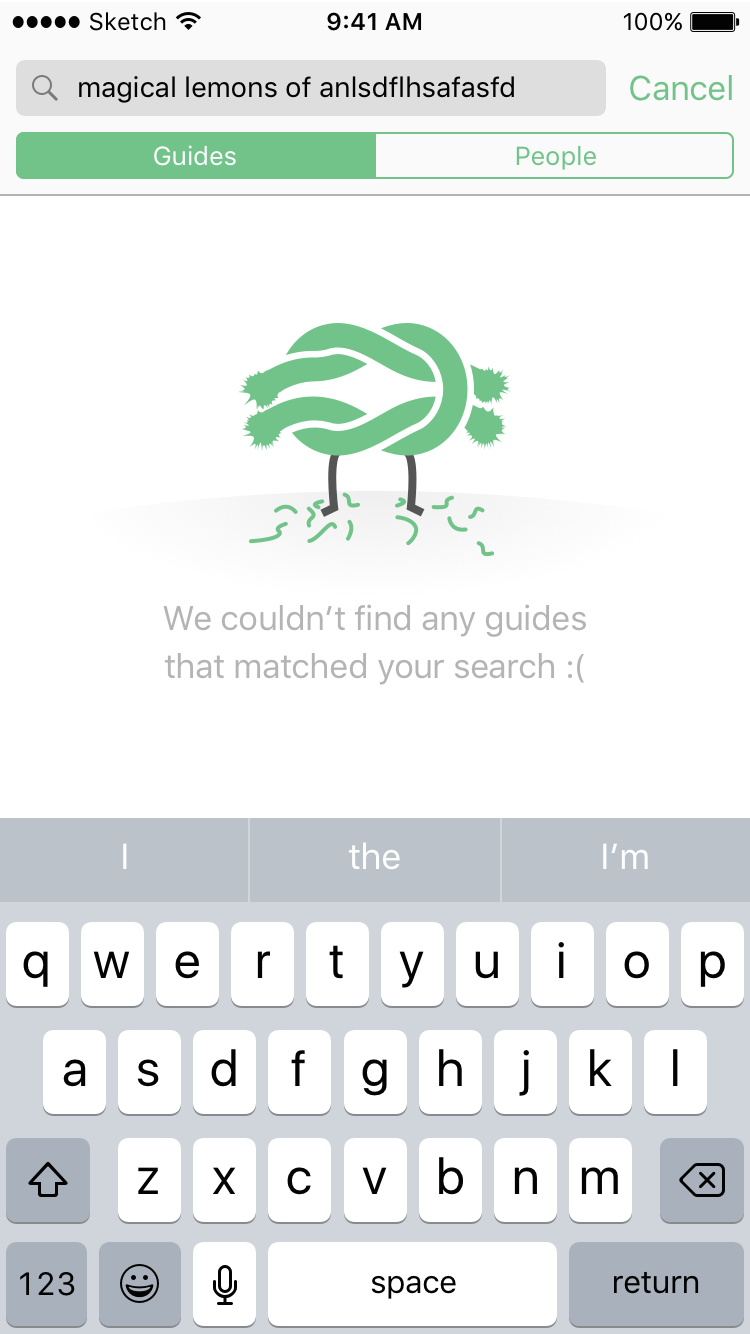 Sketch 9:41 AM 100%
magical lemons of anlsdflhsafasfd Cancel
Guides People
We couldn’t find any guides
that matched your search :(
I the I’m
q w e r t y u i o p
a s d f g h j k l
z x c v b n m
123 space return